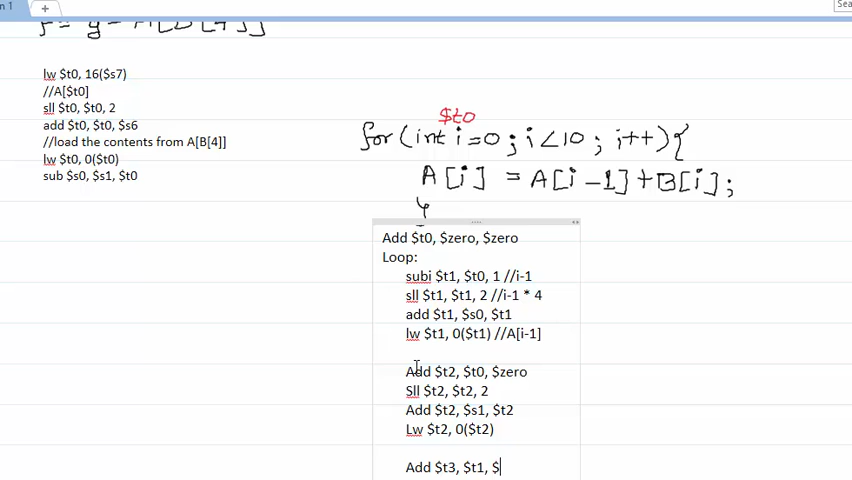 n 1
+
Sea
f = g - A[B[4]]
lw $t0, 16($s7)
//A[$t0]
sll $t0, $t0, 2
add $t0, $t0, $s6
//load the contents from A[B[4]]
lw $t0, 0($t0)
sub $s0, $s1, $t0
$t0
for(int i=0; i<10; i++){
A[i] = A[i-1]+B[i];
}
Add $t0, $zero, $zero
Loop:
subi $t1, $t0, 1 //i-1
sll $t1, $t1, 2 //i-1 * 4
add $t1, $s0, $t1
lw $t1, 0($t1) //A[i-1]
Add $t2, $t0, $zero
Sll $t2, $t2, 2
Add $t2, $s1, $t2
Lw $t2, 0($t2)
Add $t3, $t1, $